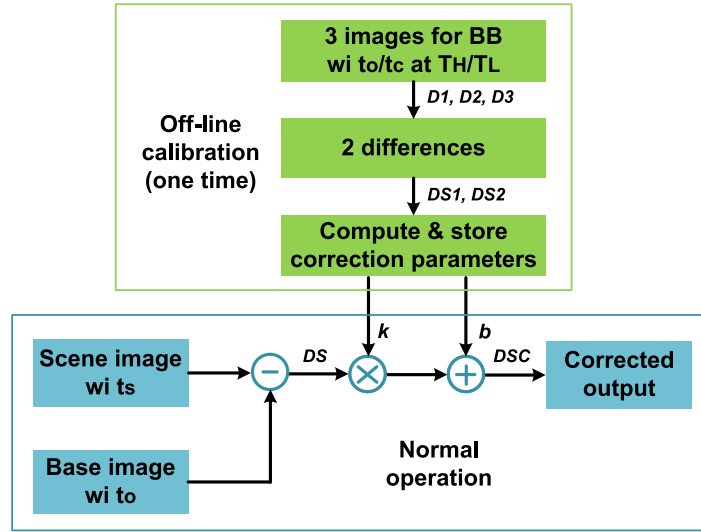 3 images for BB
wi to/tc at TH/TL
D1, D2, D3
Off-line
calibration
(one time)
2 differences
DS1, DS2
Compute & store
correction parameters
k
b
Scene image
wi ts
DS
DSC
Corrected
output
Base image
wi to
Normal
operation